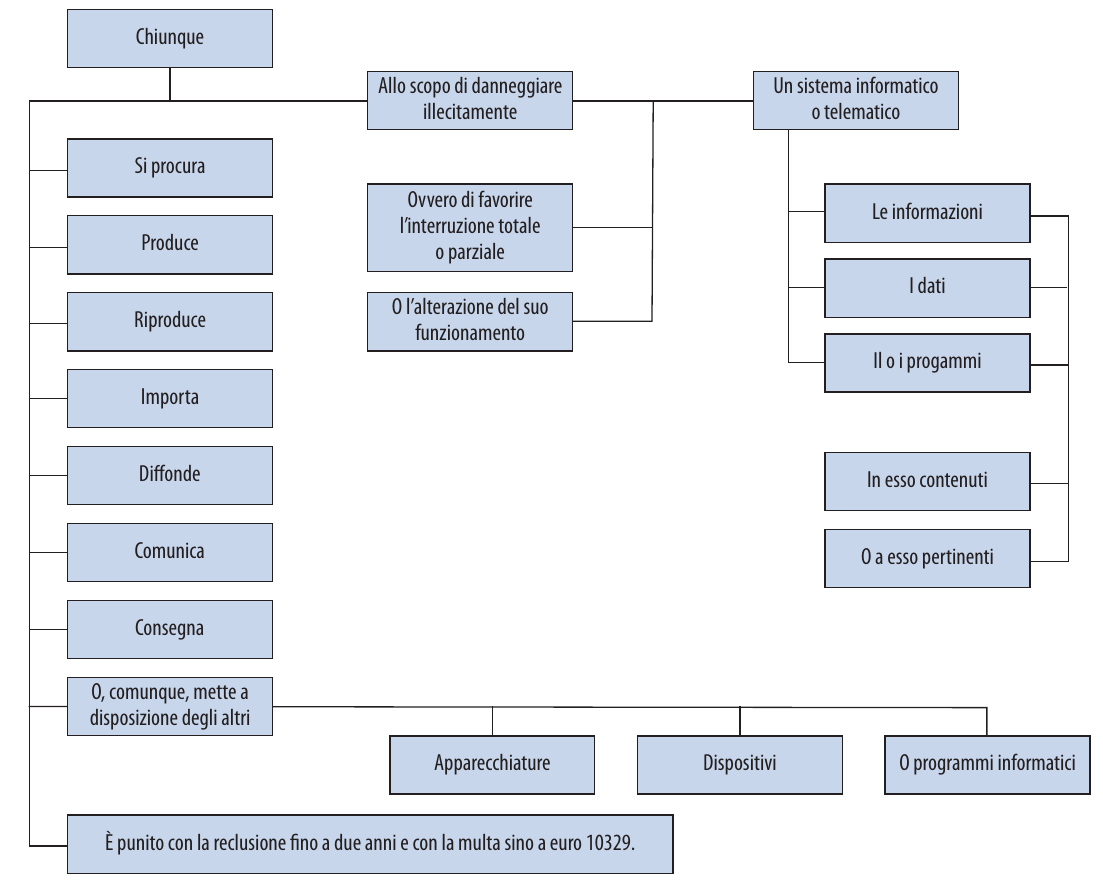 Chiunque
Allo scopo di danneggiare
illecitamente
Un sistema informatico
o telematico
Si procura
Produce
Riproduce
Importa
Diffonde
Comunica
Consegna
O, comunque, mette a
disposizione degli altri
Ovvero di favorire
l’interruzione totale
o parziale
O l’alterazione del suo
funzionamento
Le informazioni
I dati
Il o i progammi
In esso contenuti
O a esso pertinenti
Apparecchiature
Dispositivi
O programmi informatici
È punito con la reclusione fino a due anni e con la multa sino a euro 10329.